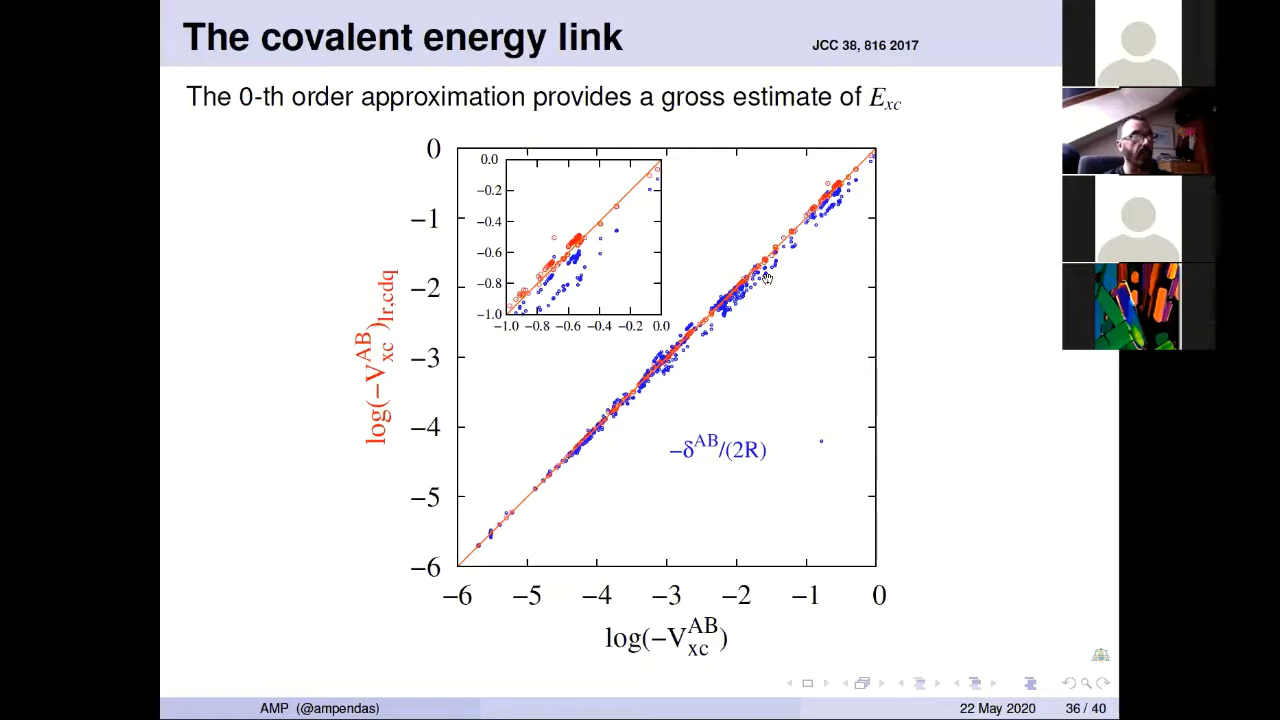 The covalent energy link
JCC 38, 816 2017
The 0-th order approximation provides a gross estimate of Exc
0
−1
−2
−3
−4
−5
−6
log(−VxcAB)lr,cdq
0.0
−0.2
−0.4
−0.6
−0.8
−1.0
−1.0 −0.8 −0.6 −0.4 −0.2 0.0
−δAB/(2R)
−6 −5 −4 −3 −2 −1 0
log(−VxcAB)
AMP (@ampendas)
22 May 2020
36 / 40